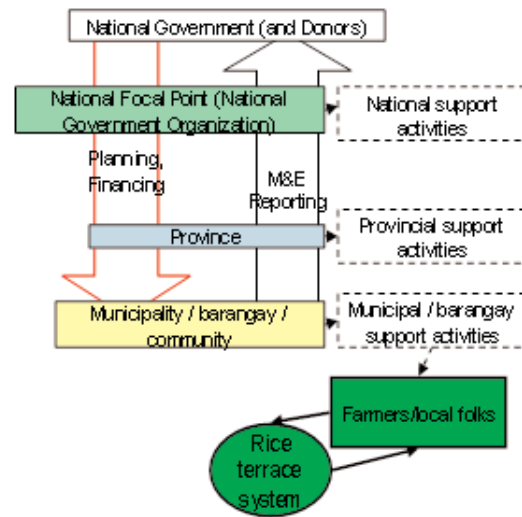 National Government (and Donors)
National Focal Point (National
Government Organization)
National support
activities
Planning,
Financing
M&E
Reporting
Province
Provincial support
activities
Municipality / barangay /
community
Municipal / barangay
support activities
Farmers/local folks
Rice
terrace
system